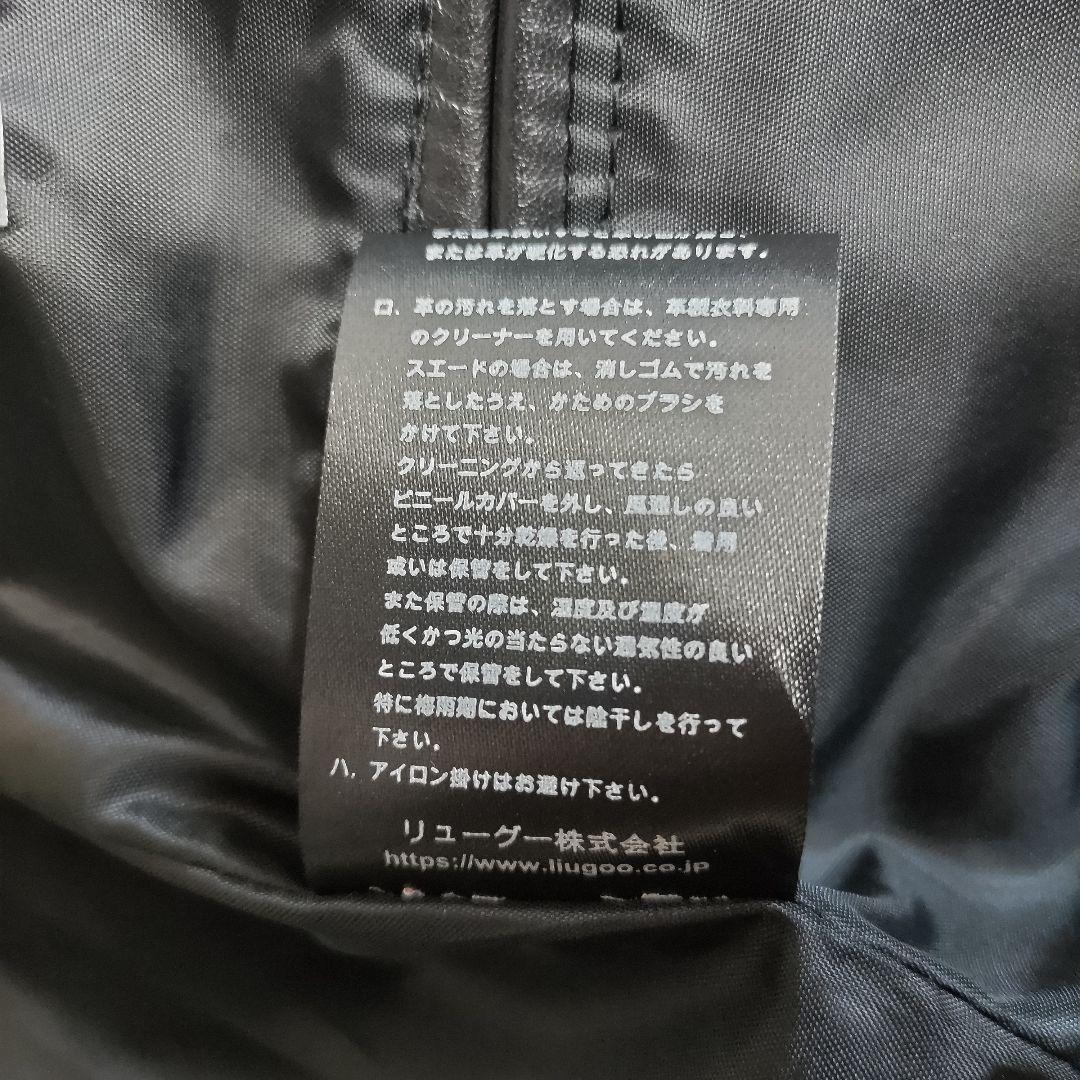 または革が硬化する恐れがあります。
ロ. 革の汚れを落とす場合は、革製衣料専用
のクリーナーを用いてください。
スエードの場合は、消しゴムで汚れを
落としたうえ、かためのブラシを
かけて下さい。
クリーニングから返ってきたら
ビニールカバーを外し、風通しの良い
ところで十分乾燥を行った後、着用
或いは保管をして下さい。
また保管の際は、湿度及び温度が
低くかつ光の当たらない通気性の良い
ところで保管をして下さい。
特に梅雨期においては陰干しを行って
下さい。
ハ. アイロン掛けはお避け下さい。
リューグー株式会社
https://www.liugoo.co.jp